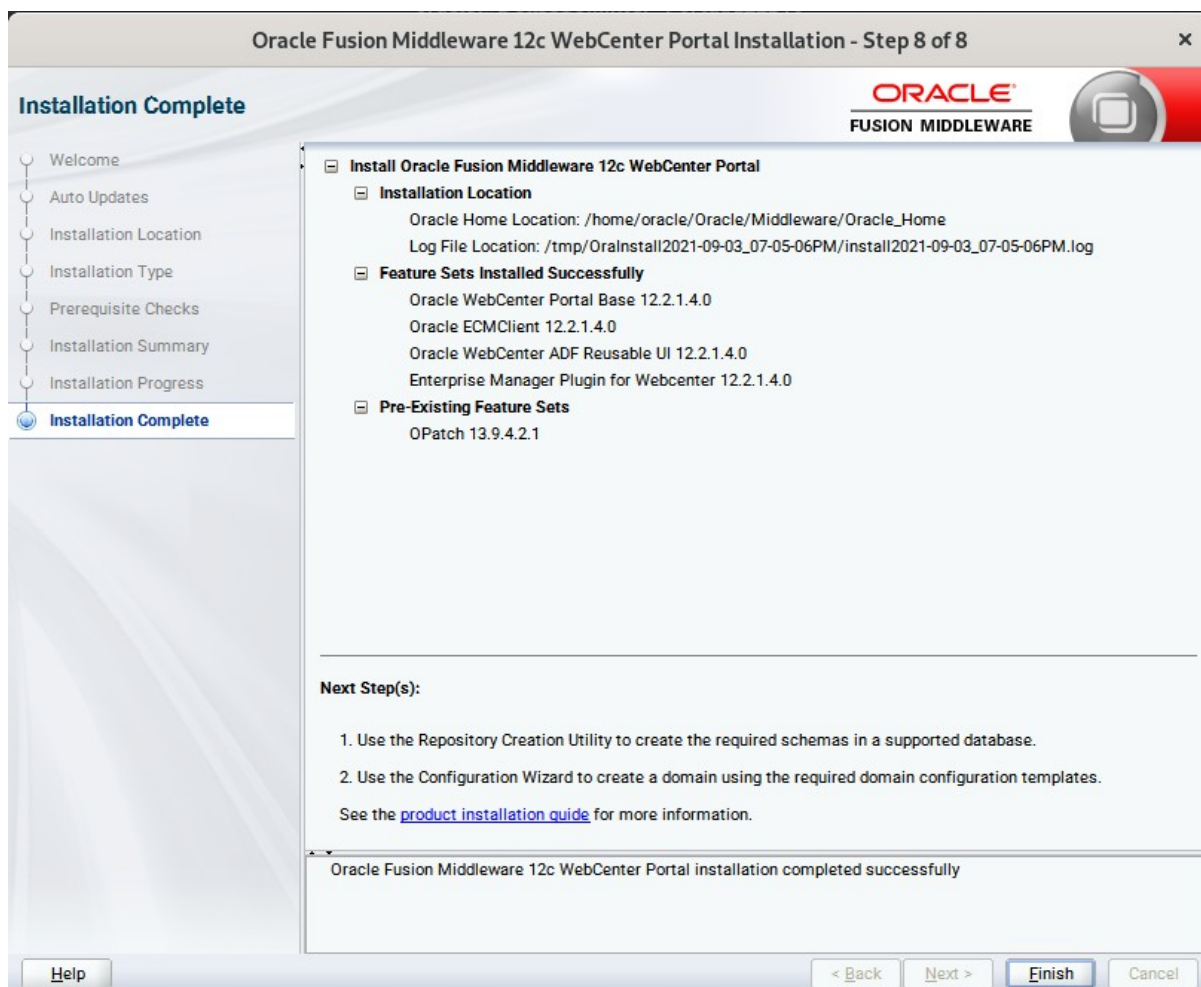 Oracle Fusion Middleware 12c WebCenter Portal Installation - Step 8 of 8
Installation Complete
ORACLE
FUSION MIDDLEWARE
Welcome
Auto Updates
Installation Location
Installation Type
Prerequisite Checks
Installation Summary
Installation Progress
Installation Complete
Install Oracle Fusion Middleware 12c WebCenter Portal
Installation Location
Oracle Home Location: /home/oracle/Oracle/Middleware/Oracle_Home
Log File Location: /tmp/OraInstall2021-09-03_07-05-06PM/install2021-09-03_07-05-06PM.log
Feature Sets Installed Successfully
Oracle WebCenter Portal Base 12.2.1.4.0
Oracle ECMClient 12.2.1.4.0
Oracle WebCenter ADF Reusable UI 12.2.1.4.0
Enterprise Manager Plugin for Webcenter 12.2.1.4.0
Pre-Existing Feature Sets
OPatch 13.9.4.2.1
Next Step(s):
1. Use the Repository Creation Utility to create the required schemas in a supported database.
2. Use the Configuration Wizard to create a domain using the required domain configuration templates.
See the product installation guide for more information.
Oracle Fusion Middleware 12c WebCenter Portal installation completed successfully
Help
< Back
Next >
Finish
Cancel